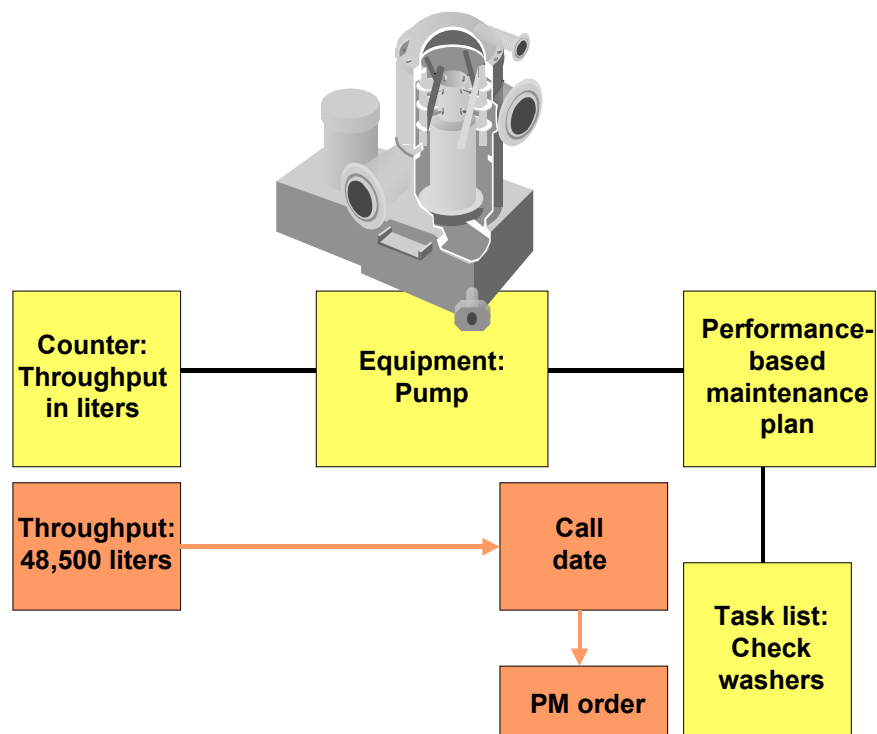 Counter:
Throughput
in liters
Equipment:
Pump
Performance-
based
maintenance
plan
Throughput:
48,500 liters
Call
date
Task list:
Check
washers
PM order